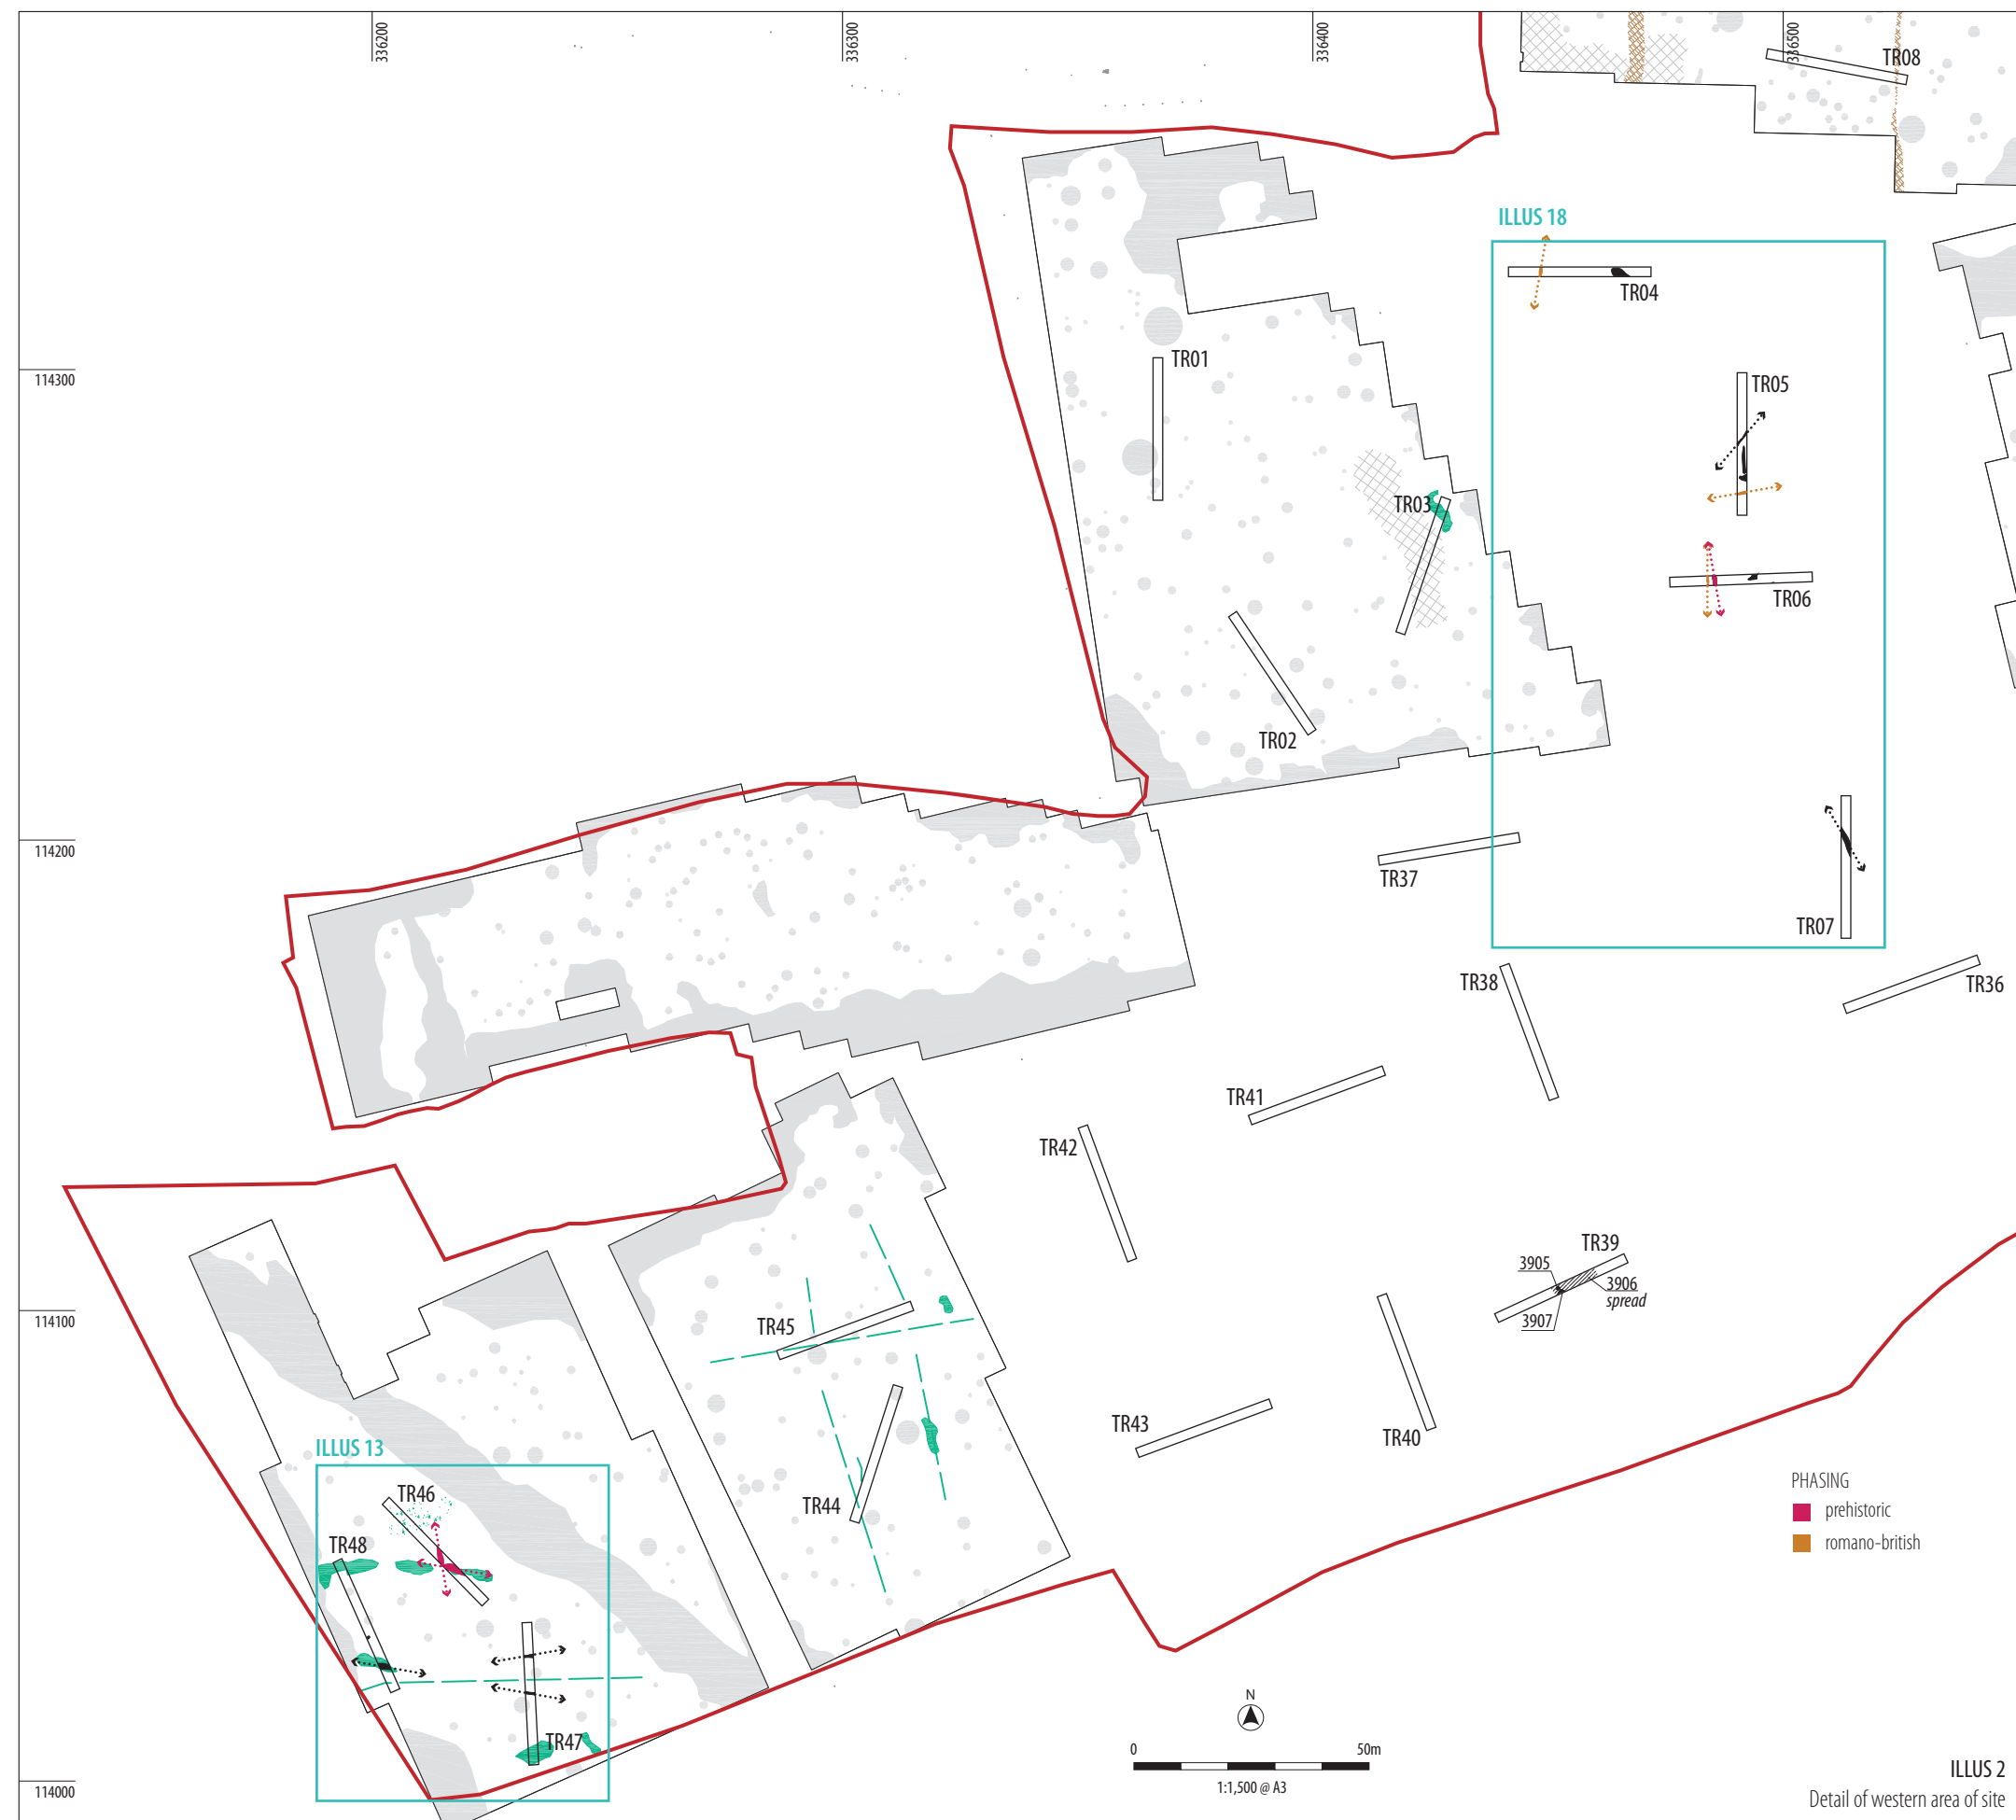 336200
336300
336400
336500
TR08
ILLUS 18
TR04
TR01
114300
TR05
TR03
TR06
TR02
114200
TR37
TR07
TR38
TR36
TR41
TR42
TR39
3905
3906
spread
3907
114100
TR45
TR43
TR40
ILLUS 13
PHASING
TR46
TR44
prehistoric
TR48
romano-british
N
TR47
0
50m
114000
1:1,500 @ A3
ILLUS 2
Detail of western area of site